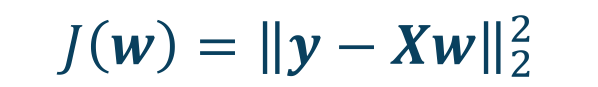 J(w) = ‖y − Xw‖₂²